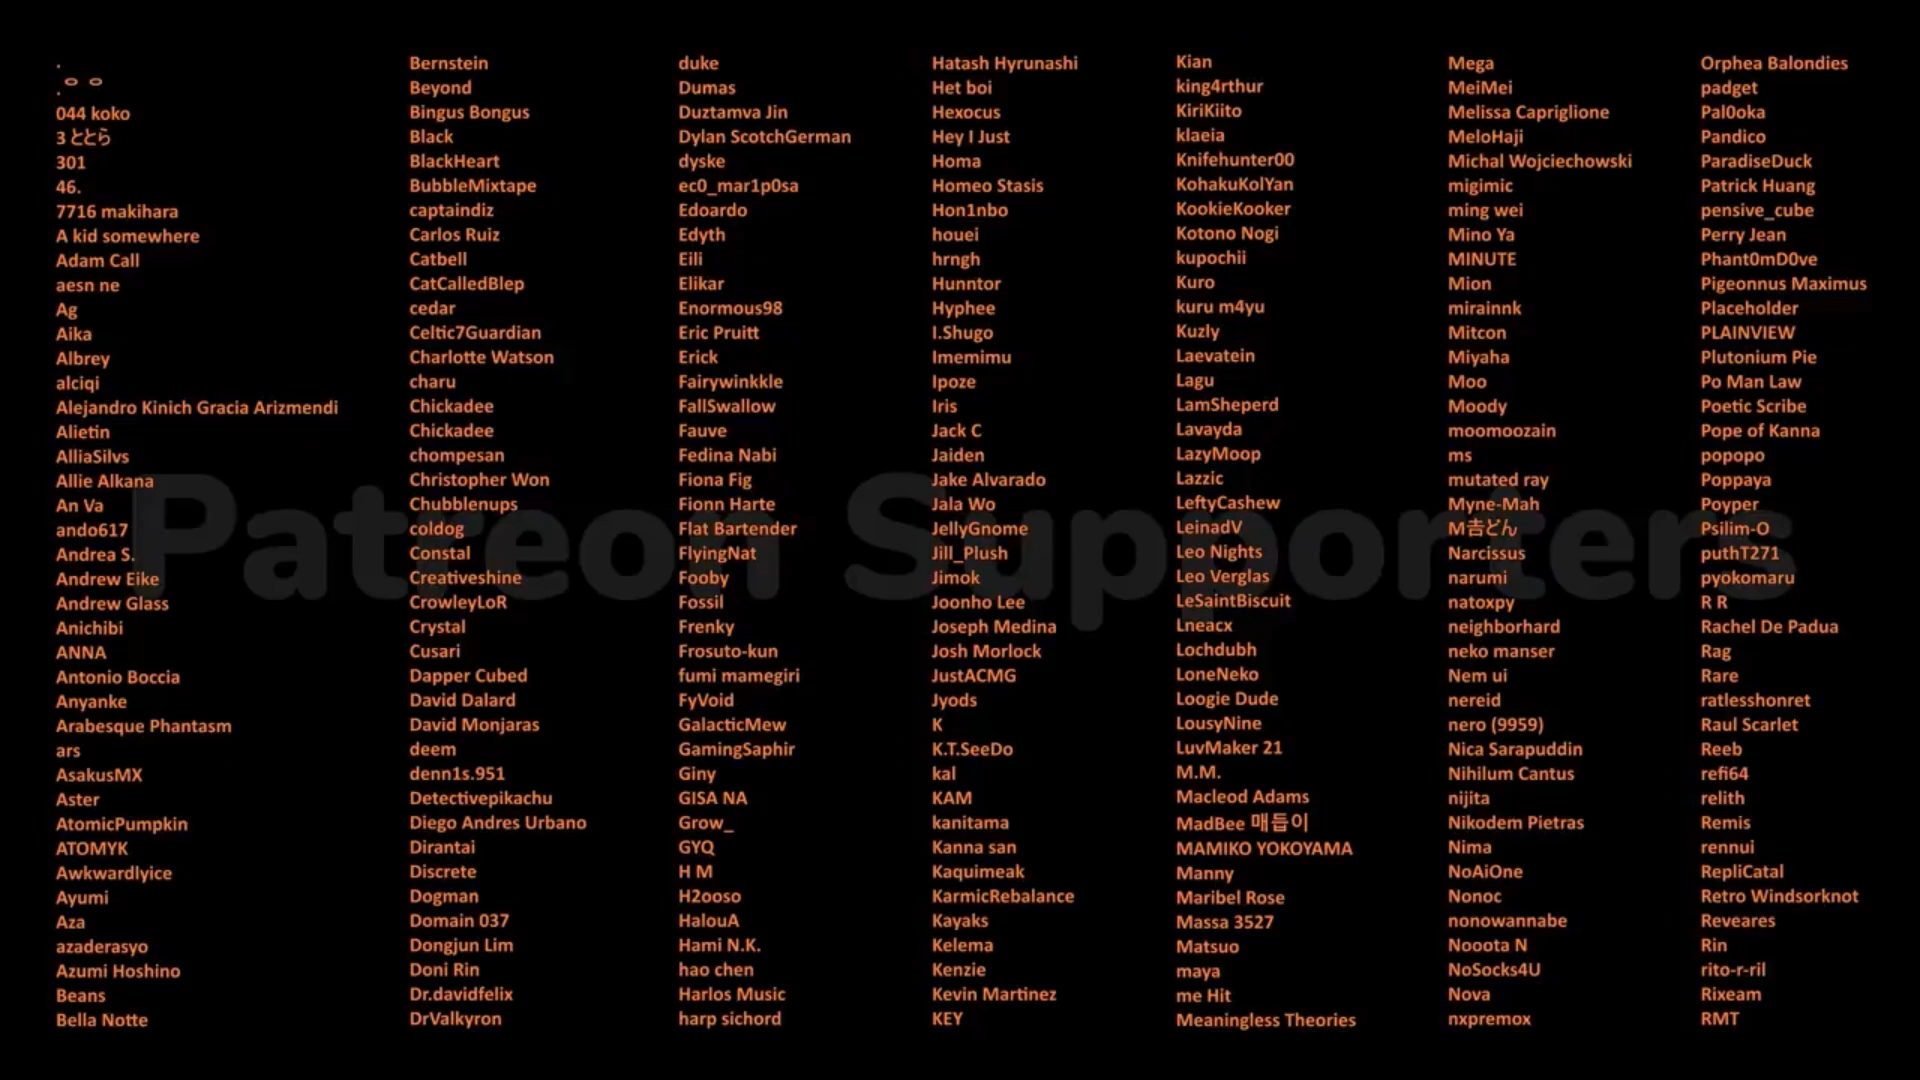 .
. ㅇ ㅇ
044 koko
3 ととら
301
46.
7716 makihara
A kid somewhere
Adam Call
aesn ne
Ag
Aika
Albrey
alciqi
Alejandro Kinich Gracia Arizmendi
Alietin
AlliaSilvs
Allie Alkana
An Va
ando617
Andrea S.
Andrew Eike
Andrew Glass
Anichibi
ANNA
Antonio Boccia
Anyanke
Arabesque Phantasm
ars
AsakusMX
Aster
AtomicPumpkin
ATOMYK
Awkwardlyice
Ayumi
Aza
azaderasyo
Azumi Hoshino
Beans
Bella Notte
Bernstein
Beyond
Bingus Bongus
Black
BlackHeart
BubbleMixtape
captaindiz
Carlos Ruiz
Catbell
CatCalledBlep
cedar
Celtic7Guardian
Charlotte Watson
charu
Chickadee
Chickadee
chompesan
Christopher Won
Chubblenups
coldog
Constal
Creativeshine
CrowleyLoR
Crystal
Cusari
Dapper Cubed
David Dalard
David Monjaras
deem
denn1s.951
Detectivepikachu
Diego Andres Urbano
Dirantai
Discrete
Dogman
Domain 037
Dongjun Lim
Doni Rin
Dr.davidfelix
DrValkyron
duke
Dumas
Duztamva Jin
Dylan ScotchGerman
dyske
ec0_mar1p0sa
Edoardo
Edyth
Eili
Elikar
Enormous98
Eric Pruitt
Erick
Fairywinkkle
FallSwallow
Fauve
Fedina Nabi
Fiona Fig
Fionn Harte
Flat Bartender
FlyingNat
Fooby
Fossil
Frenky
Frosuto-kun
fumi mamegiri
FyVoid
GalacticMew
GamingSaphir
Giny
GISA NA
Grow_
GYQ
H M
H2ooso
HalouA
Hami N.K.
hao chen
Harlos Music
harp sichord
Hatash Hyrunashi
Het boi
Hexocus
Hey I Just
Homa
Homeo Stasis
Hon1nbo
houei
hrngh
Hunntor
Hyphee
I.Shugo
Imemimu
Ipoze
Iris
Jack C
Jaiden
Jake Alvarado
Jala Wo
JellyGnome
Jill_Plush
Jimok
Joonho Lee
Joseph Medina
Josh Morlock
JustACMG
Jyods
K
K.T.SeeDo
kal
KAM
kanitama
Kanna san
Kaquimeak
KarmicRebalance
Kayaks
Kelema
Kenzie
Kevin Martinez
KEY
Kian
king4rthur
KiriKiito
klaeia
Knifehunter00
KohakuKolYan
KookieKooker
Kotono Nogi
kupochii
Kuro
kuru m4yu
Kuzly
Laevatein
Lagu
LamSheperd
Lavayda
LazyMoop
Lazzic
LeftyCashew
LeinadV
Leo Nights
Leo Verglas
LeSaintBiscuit
Lneacx
Lochdubh
LoneNeko
Loogie Dude
LousyNine
LuvMaker 21
M.M.
Macleod Adams
MadBee 매듭이
MAMIKO YOKOYAMA
Manny
Maribel Rose
Massa 3527
Matsuo
maya
me Hit
Meaningless Theories
Mega
MeiMei
Melissa Capriglione
MeloHaji
Michal Wojciechowski
migimic
ming wei
Mino Ya
MINUTE
Mion
mirainnk
Mitcon
Miyaha
Moo
Moody
moomoozain
ms
mutated ray
Myne-Mah
M吉どん
Narcissus
narumi
natoxpy
neighborhard
neko manser
Nem ui
nereid
nero (9959)
Nica Sarapuddin
Nihilum Cantus
nijita
Nikodem Pietras
Nima
NoAiOne
Nonoc
nonowannabe
Nooota N
NoSocks4U
Nova
nxpremox
Orphea Balondies
padget
Pal0oka
Pandico
ParadiseDuck
Patrick Huang
pensive_cube
Perry Jean
Phant0mD0ve
Pigeonnus Maximus
Placeholder
PLAINVIEW
Plutonium Pie
Po Man Law
Poetic Scribe
Pope of Kanna
popopo
Poppaya
Poyper
Psilim-O
puthT271
pyokomaru
R R
Rachel De Padua
Rag
Rare
ratlesshonret
Raul Scarlet
Reeb
refi64
relith
Remis
rennui
RepliCatal
Retro Windsorknot
Reveares
Rin
rito-r-ril
Rixeam
RMT
Patreon Supporters